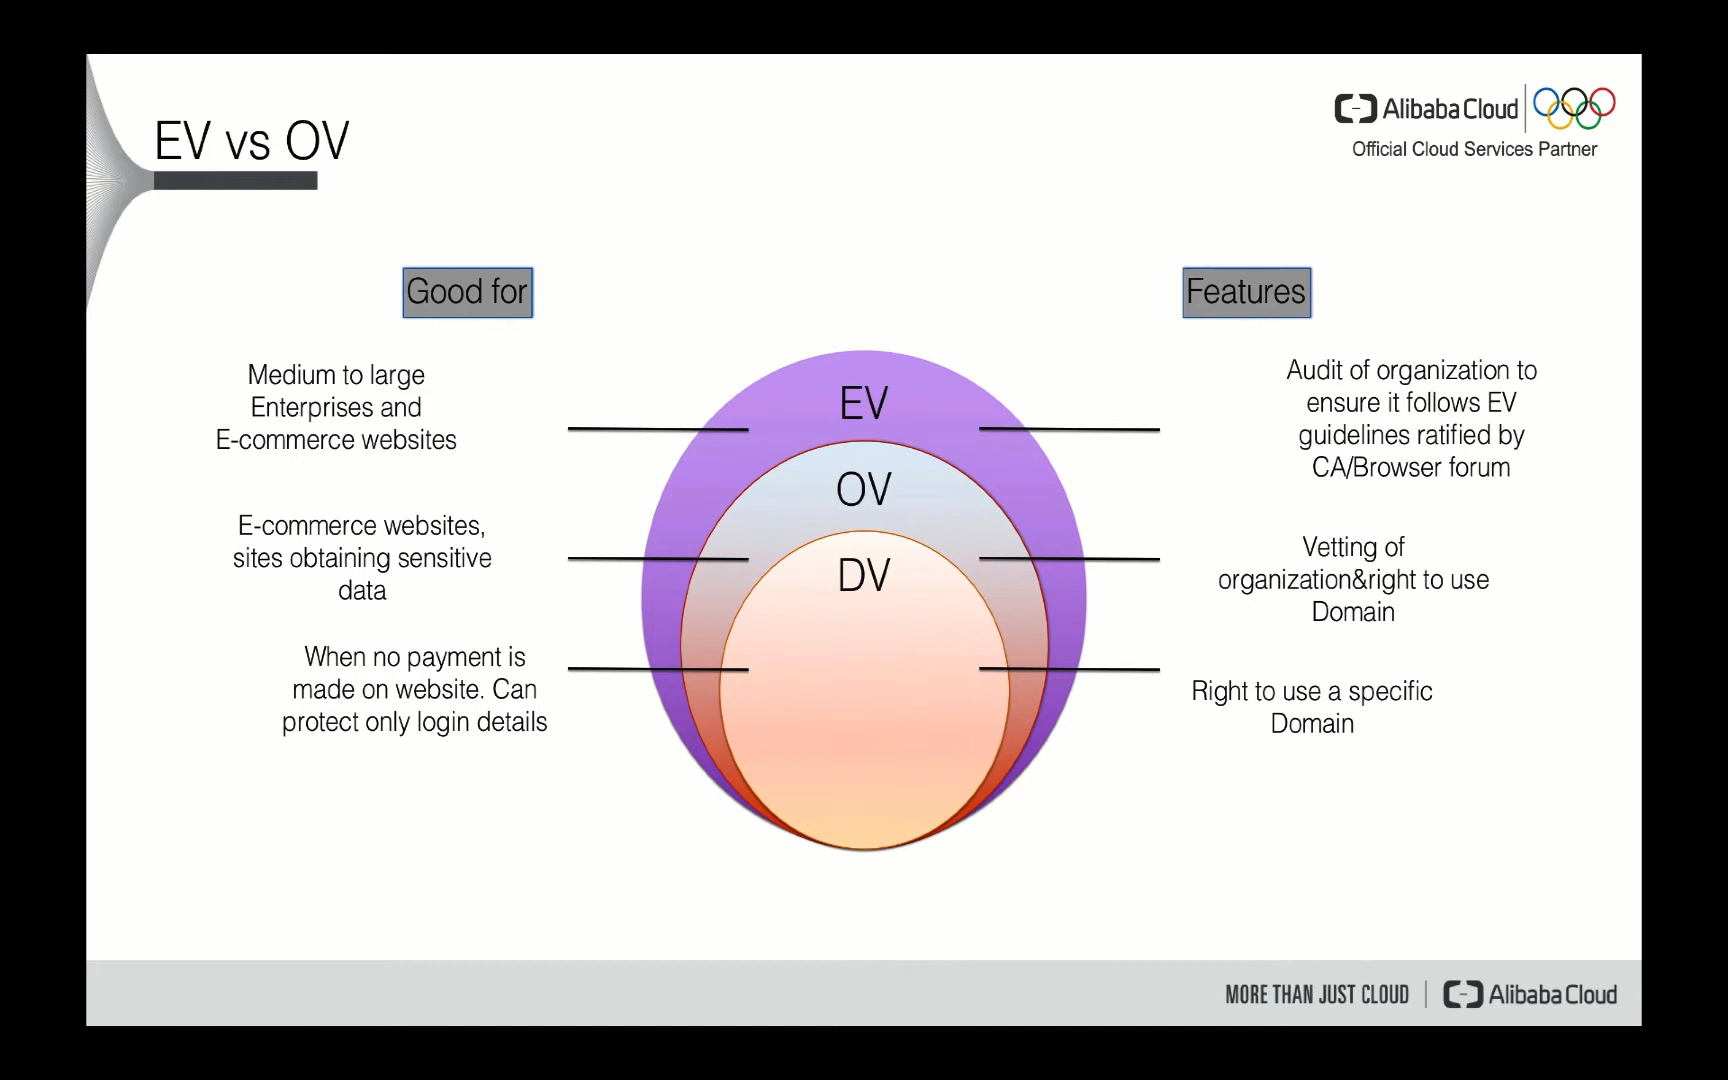 EV vs OV
Alibaba Cloud
Official Cloud Services Partner
Good for
Features
Medium to large
Enterprises and
E-commerce websites
E-commerce websites,
sites obtaining sensitive
data
When no payment is
made on website. Can
protect only login details
EV
OV
DV
Audit of organization to
ensure it follows EV
guidelines ratified by
CA/Browser forum
Vetting of
organization&right to use
Domain
Right to use a specific
Domain
MORE THAN JUST CLOUD
Alibaba Cloud